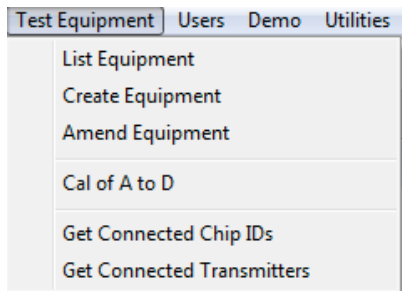 Test Equipment Users Demo Utilities
List Equipment
Create Equipment
Amend Equipment
Cal of A to D
Get Connected Chip IDs
Get Connected Transmitters